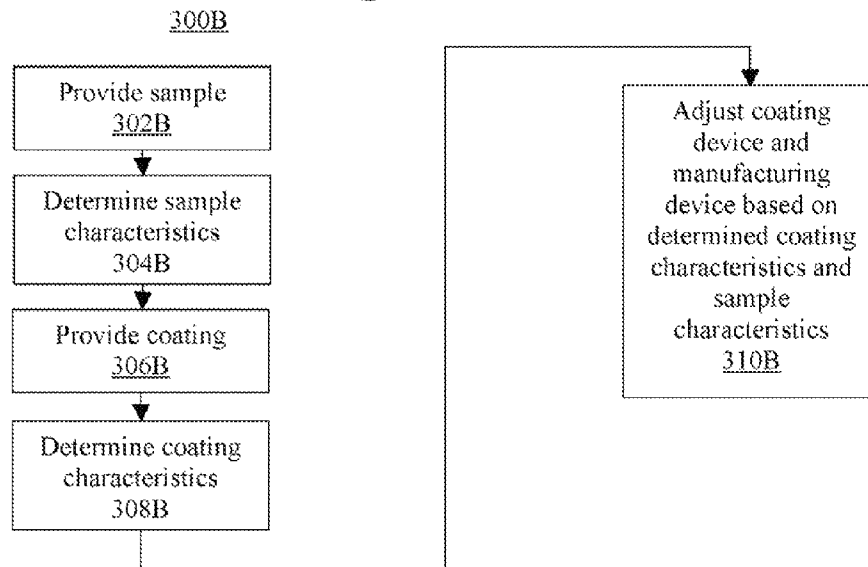 300B
Provide sample
302B
Determine sample
characteristics
304B
Provide coating
306B
Determine coating
characteristics
308B
Adjust coating
device and
manufacturing
device based on
determined coating
characteristics and
sample
characteristics
310B